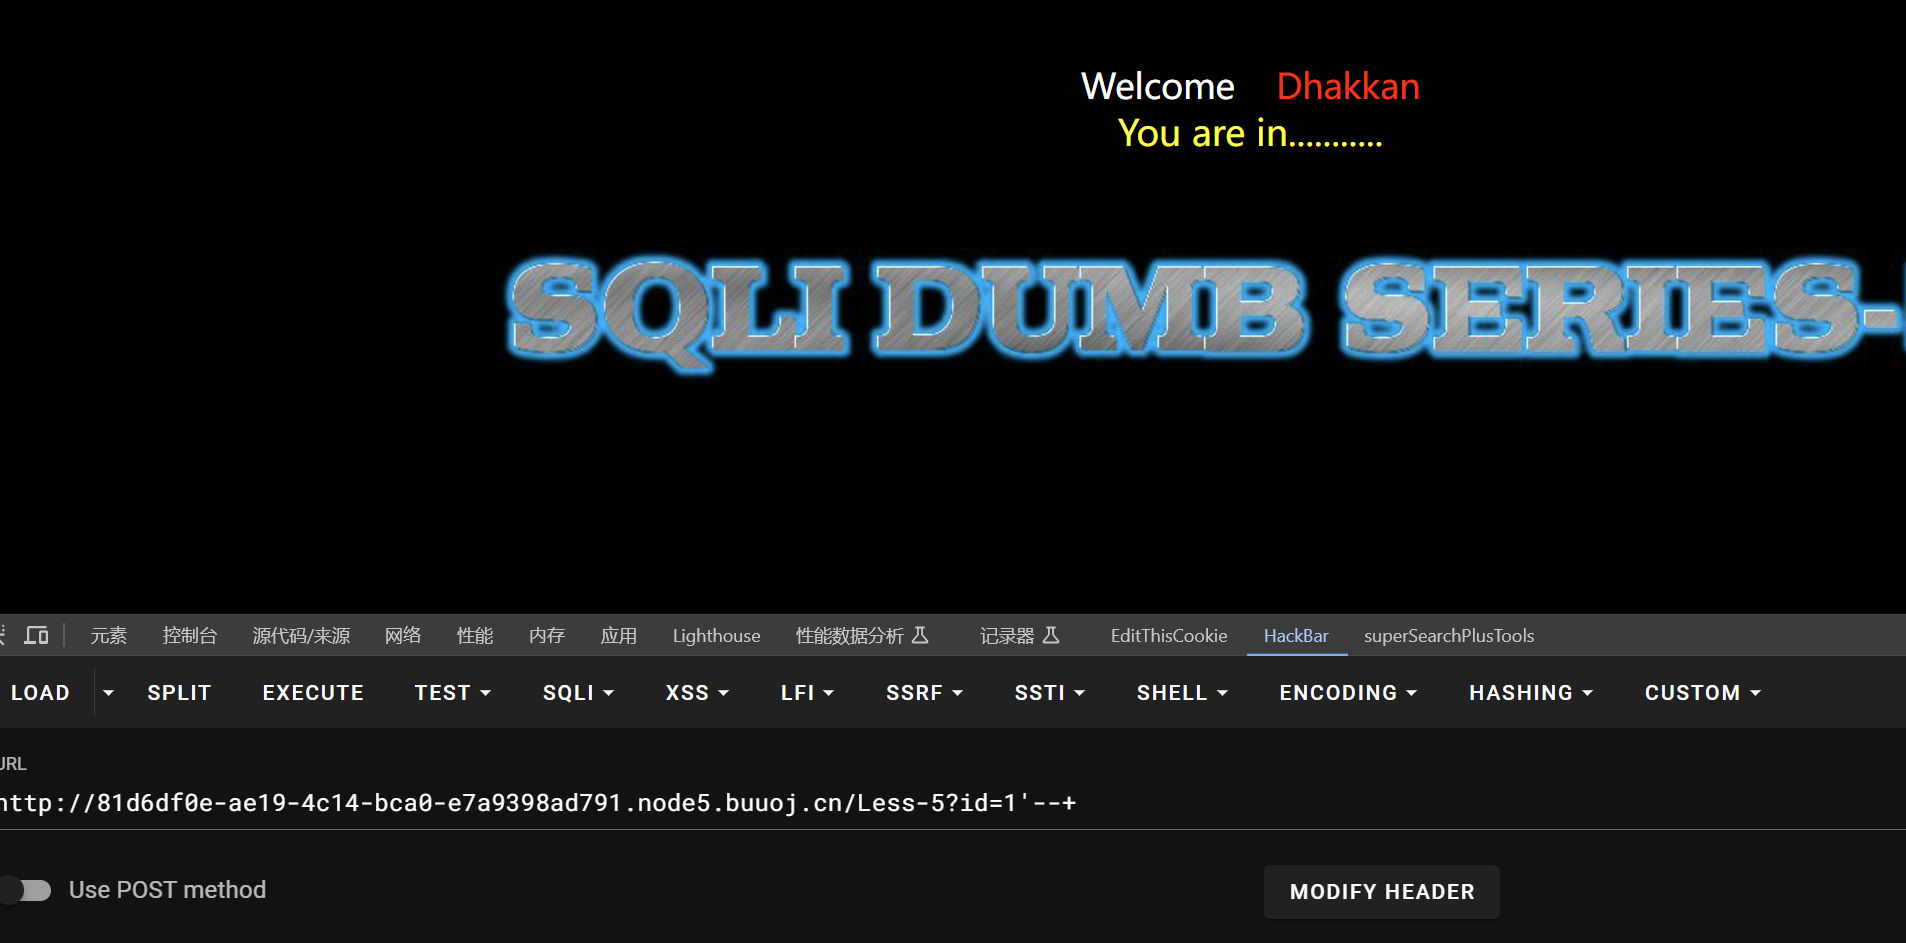 Welcome Dhakkan
You are in...........
SQLI DUMB SERIES-
元素 控制台 源代码/来源 网络 性能 内存 应用 Lighthouse 性能数据分析 记录器 EditThisCookie HackBar superSearchPlusTools
LOAD SPLIT EXECUTE TEST SQLI XSS LFI SSRF SSTI SHELL ENCODING HASHING CUSTOM
URL
http://81d6df0e-ae19-4c14-bca0-e7a9398ad791.node5.buuoj.cn/Less-5?id=1'--+
Use POST method MODIFY HEADER